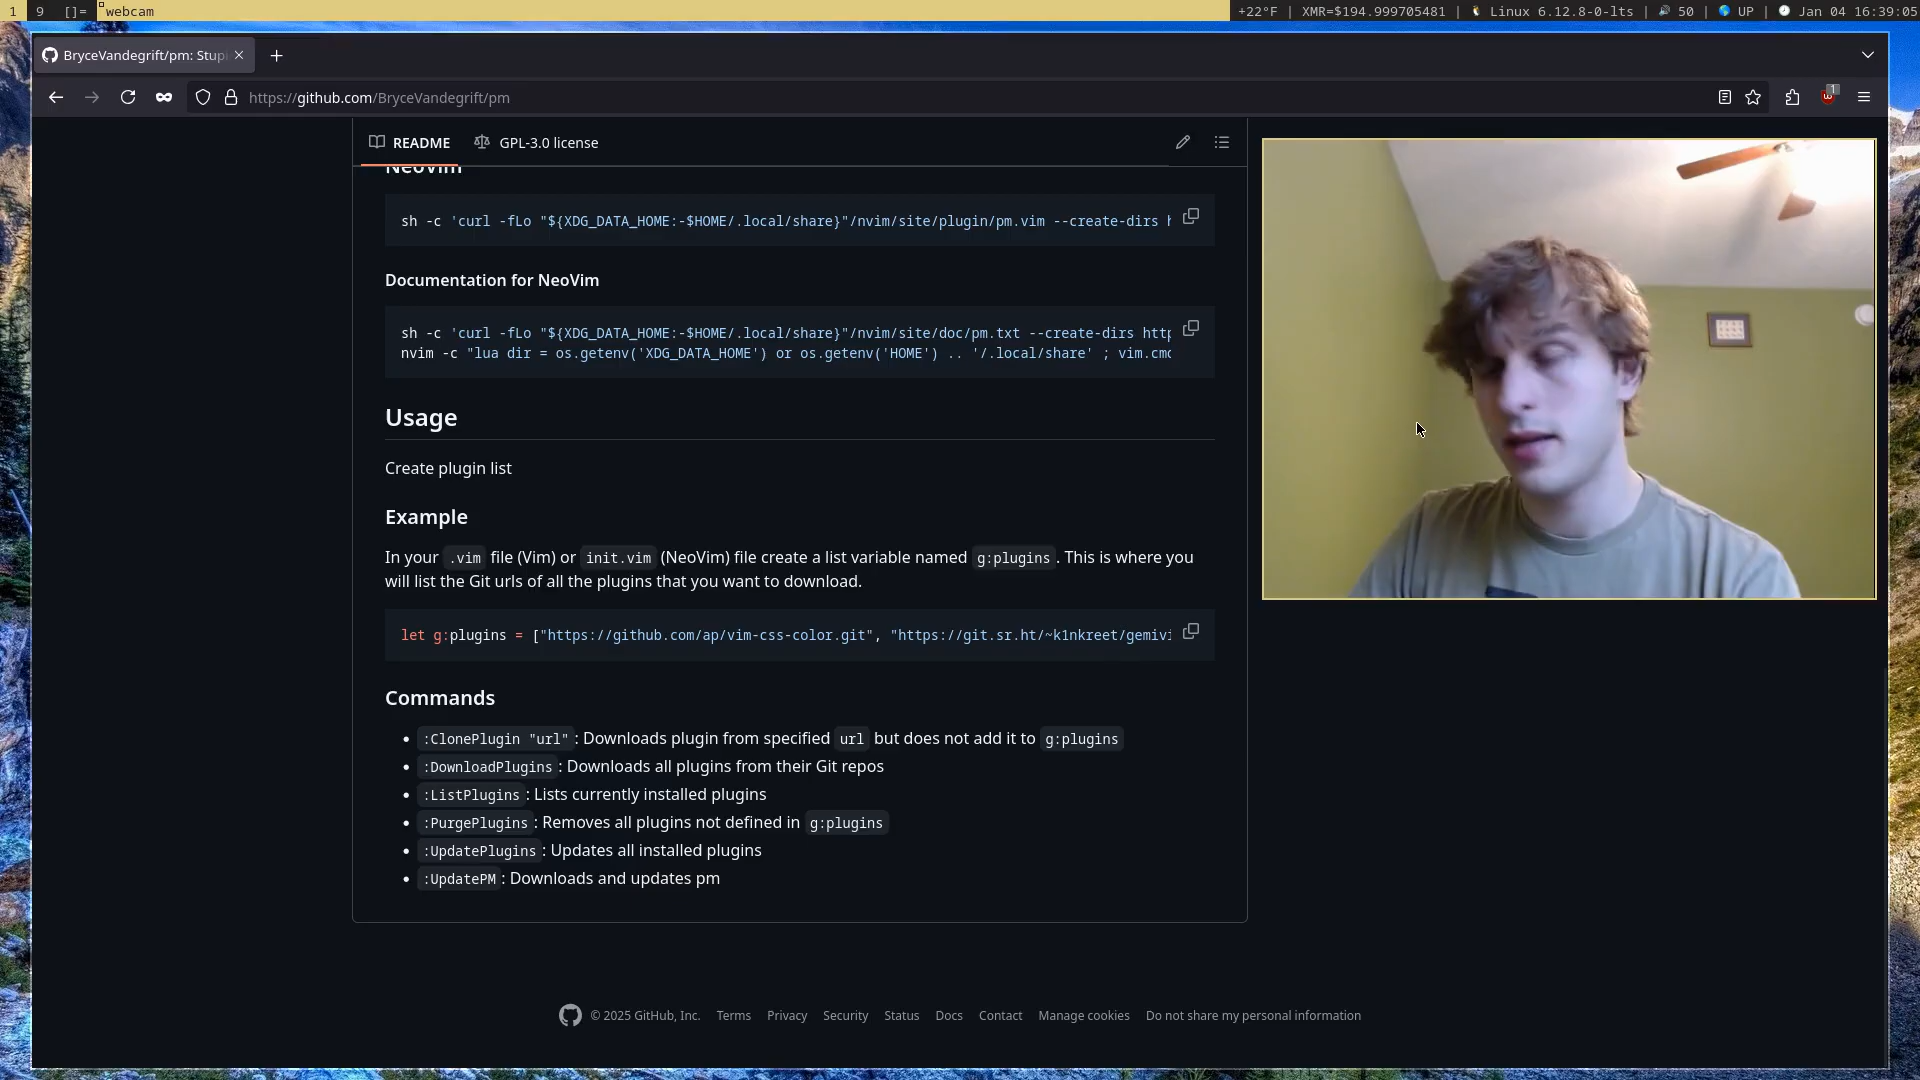 1 9 []= webcam
+22°F | XMR=$194.999705481 | Linux 6.12.8-0-lts | 50 | UP | Jan 04 16:39:05
BryceVandegrift/pm: Stup
https://github.com/BryceVandegrift/pm
1
README GPL-3.0 license
NeoVim
sh -c 'curl -fLo "${XDG_DATA_HOME:-$HOME/.local/share}"/nvim/site/plugin/pm.vim --create-dirs h
Documentation for NeoVim
sh -c 'curl -fLo "${XDG_DATA_HOME:-$HOME/.local/share}"/nvim/site/doc/pm.txt --create-dirs http
nvim -c "lua dir = os.getenv('XDG_DATA_HOME') or os.getenv('HOME') .. '/.local/share' ; vim.cmd
Usage
Create plugin list
Example
In your .vim file (Vim) or init.vim (NeoVim) file create a list variable named g:plugins. This is where you
will list the Git urls of all the plugins that you want to download.
let g:plugins = ["https://github.com/ap/vim-css-color.git", "https://git.sr.ht/~k1nkreet/gemivi
Commands
:ClonePlugin "url": Downloads plugin from specified url but does not add it to g:plugins
:DownloadPlugins: Downloads all plugins from their Git repos
:ListPlugins: Lists currently installed plugins
:PurgePlugins: Removes all plugins not defined in g:plugins
:UpdatePlugins: Updates all installed plugins
:UpdatePM: Downloads and updates pm
© 2025 GitHub, Inc. Terms Privacy Security Status Docs Contact Manage cookies Do not share my personal information